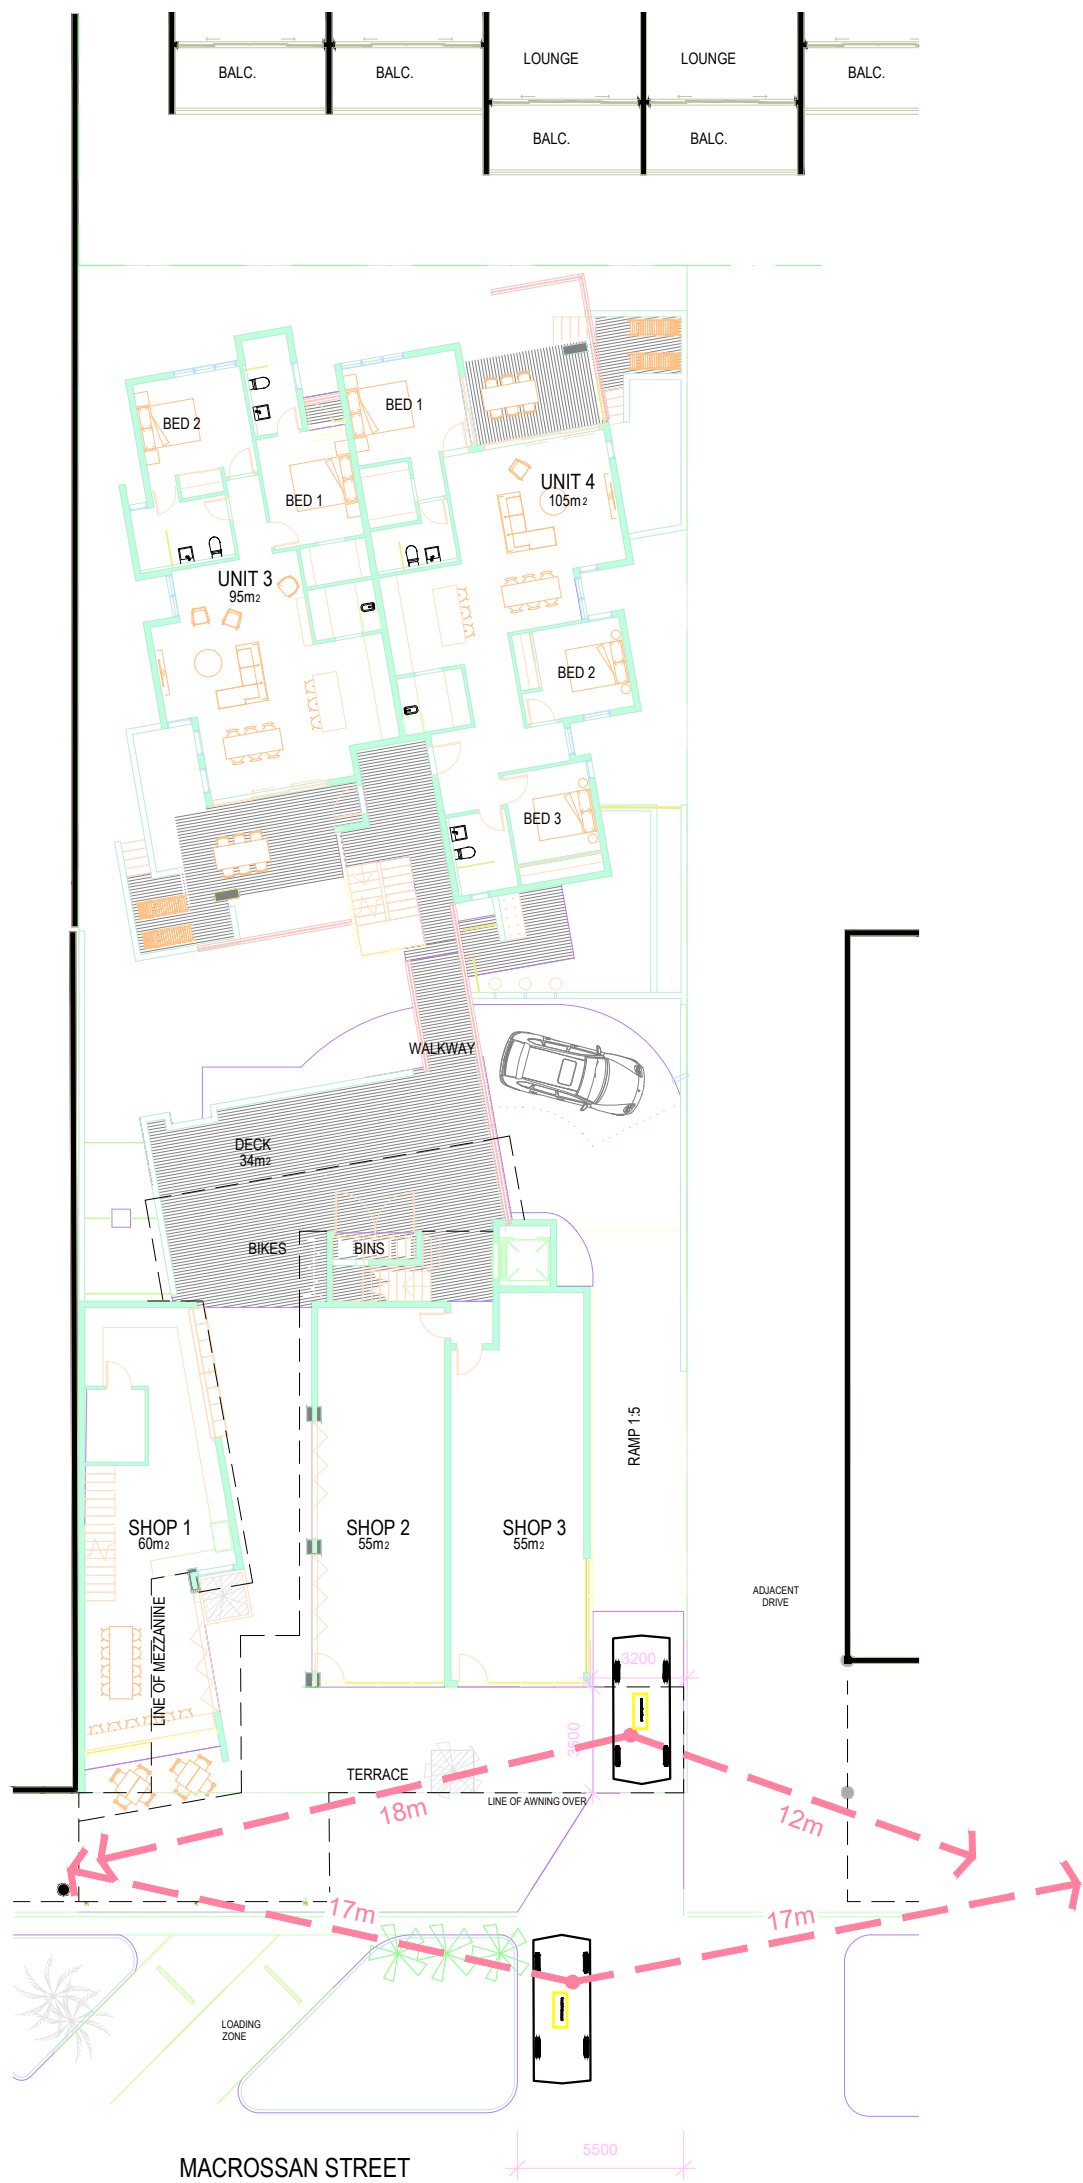 LOUNGE
LOUNGE
BALC.
BALC.
BALC.
BALC.
BALC.
BED 1
BED 2
UNIT 4
105m2
BED 1
UNIT 3
95m2
BED 2
BED 3
WALKWAY
DECK
34m2
BIKES
BINS
RAMP 1:5
SHOP 1
60m2
SHOP 2
55m2
SHOP 3
55m2
ADJACENT
DRIVE
LINE OF MEZZANINE
3200
3500
TERRACE
LINE OF AWNING OVER
18m
12m
17m
17m
LOADING
ZONE
5500
MACROSSAN STREET